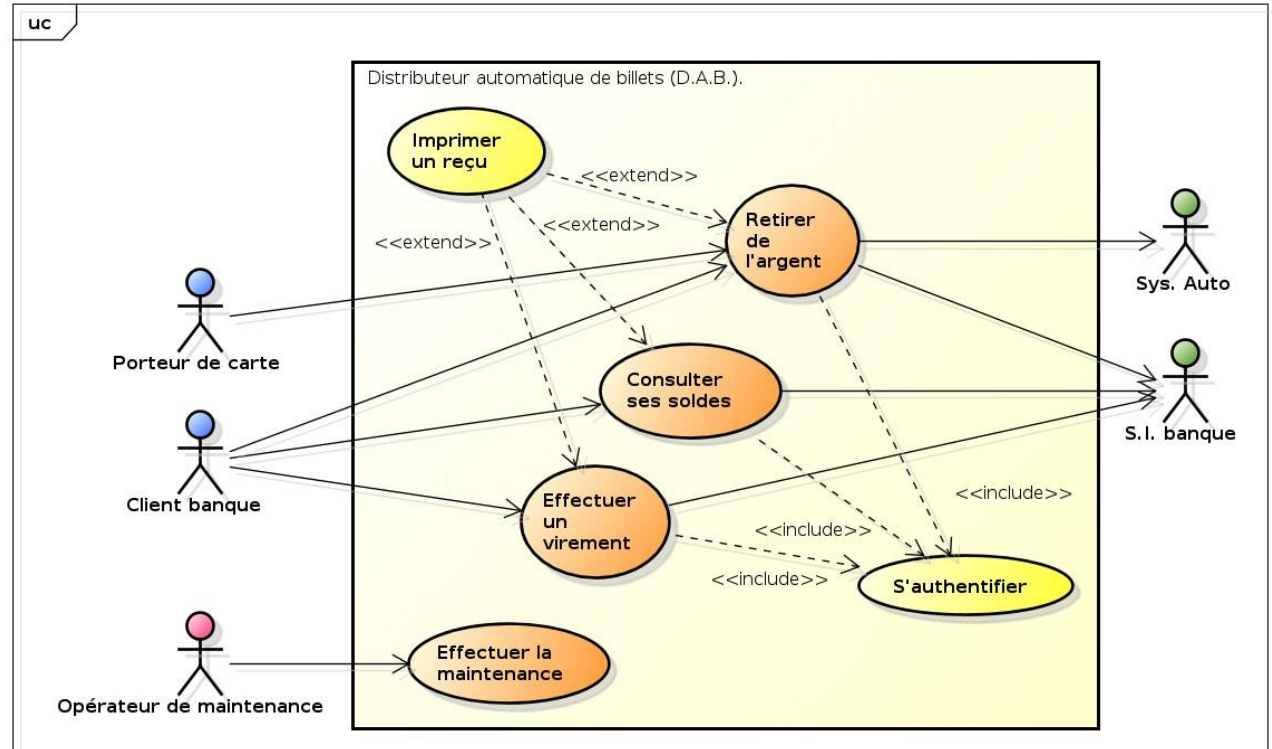 uc
Distributeur automatique de billets (D.A.B.).
Imprimer
un reçu
<<extend>>
<<extend>>
<<extend>>
Retirer
de
l'argent
Sys. Auto
Porteur de carte
Consulter
ses soldes
S.I. banque
Client banque
Effectuer
un
virement
<<include>>
<<include>>
<<include>>
S'authentifier
Effectuer la
maintenance
Opérateur de maintenance